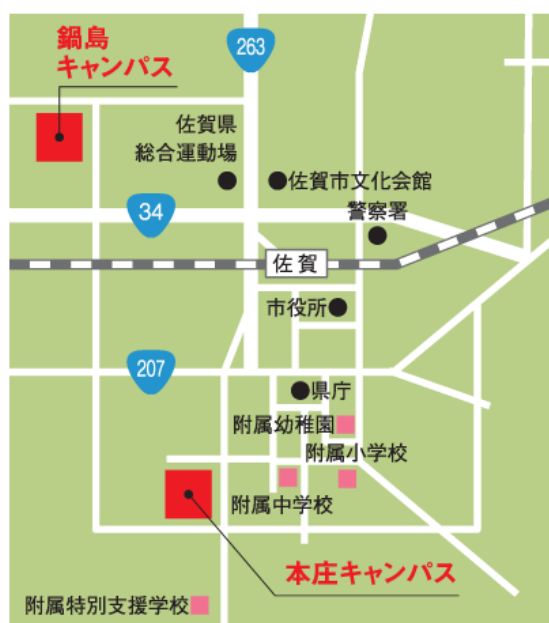 鍋島
キャンパス
263
佐賀県
総合運動場
佐賀市文化会館
34
警察署
佐賀
市役所
207
県庁
附属幼稚園
附属小学校
附属中学校
本庄キャンパス
附属特別支援学校